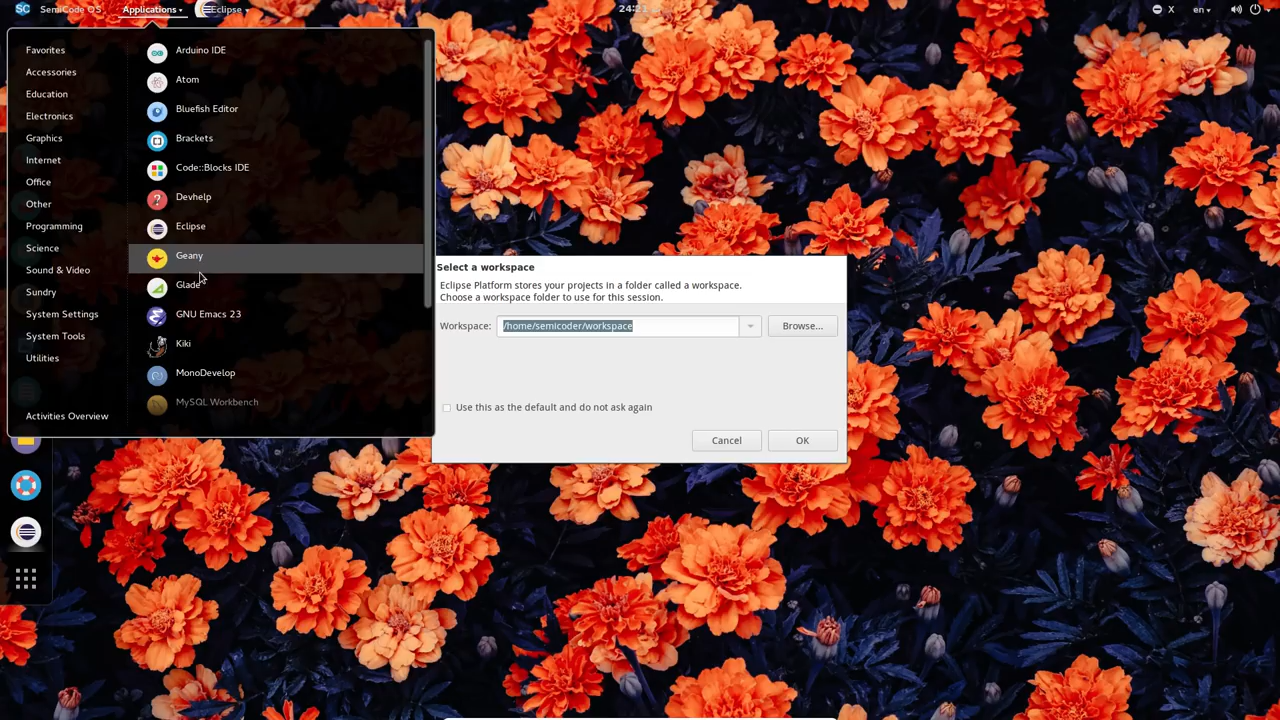 SemiCode OS
Applications
Eclipse
24:21
X
en
Favorites
Accessories
Education
Electronics
Graphics
Internet
Office
Other
Programming
Science
Sound & Video
Sundry
System Settings
System Tools
Utilities
Activities Overview
Arduino IDE
Atom
Bluefish Editor
Brackets
Code::Blocks IDE
Devhelp
Eclipse
Geany
Glade
GNU Emacs 23
Kiki
MonoDevelop
MySQL Workbench
Select a workspace
Eclipse Platform stores your projects in a folder called a workspace.
Choose a workspace folder to use for this session.
Workspace: /home/semicoder/workspace Browse...
Use this as the default and do not ask again
Cancel OK